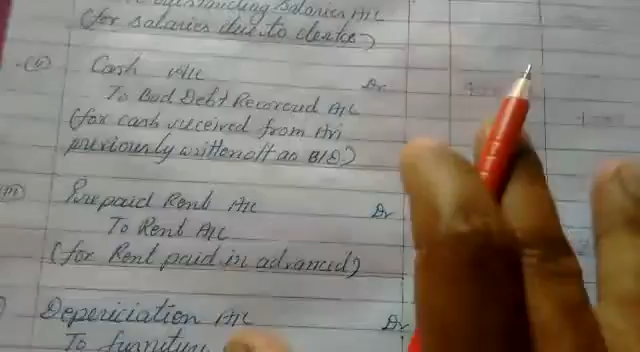 outstanding Salaries A/C
(for salaries due to clerks)
Cash A/C Dr
To Bad Debt Recovered A/C
(for cash received from Hri
previously written off as B/D)
Prepaid Rent A/C Dr
To Rent A/C
(for Rent paid in advanced)
Depericiation A/C Dr
To furniture